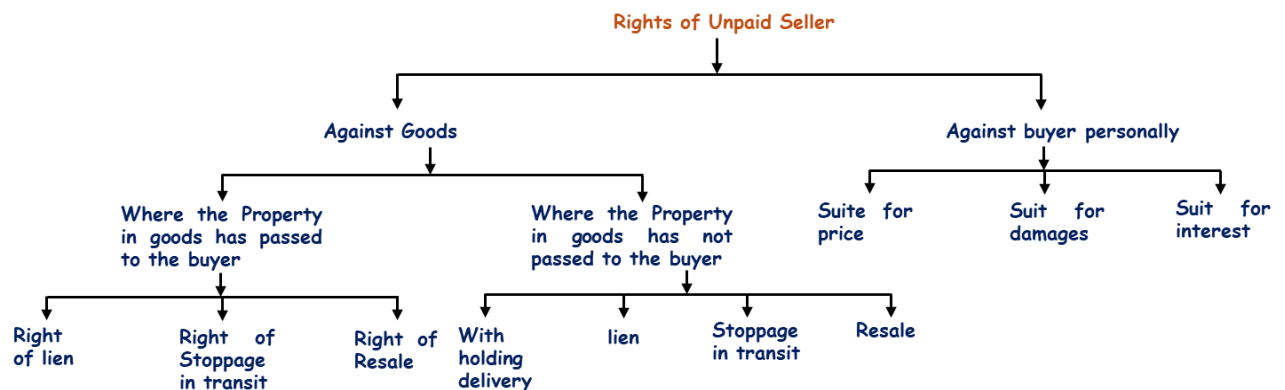 Rights of Unpaid Seller
Against Goods
Against buyer personally
Where the Property
in goods has passed
to the buyer
Where the Property
in goods has not
passed to the buyer
Suite for
price
Suit for
damages
Suit for
interest
Right
of lien
Right of
Stoppage
in transit
Right of
Resale
With
holding
delivery
lien
Stoppage
in transit
Resale